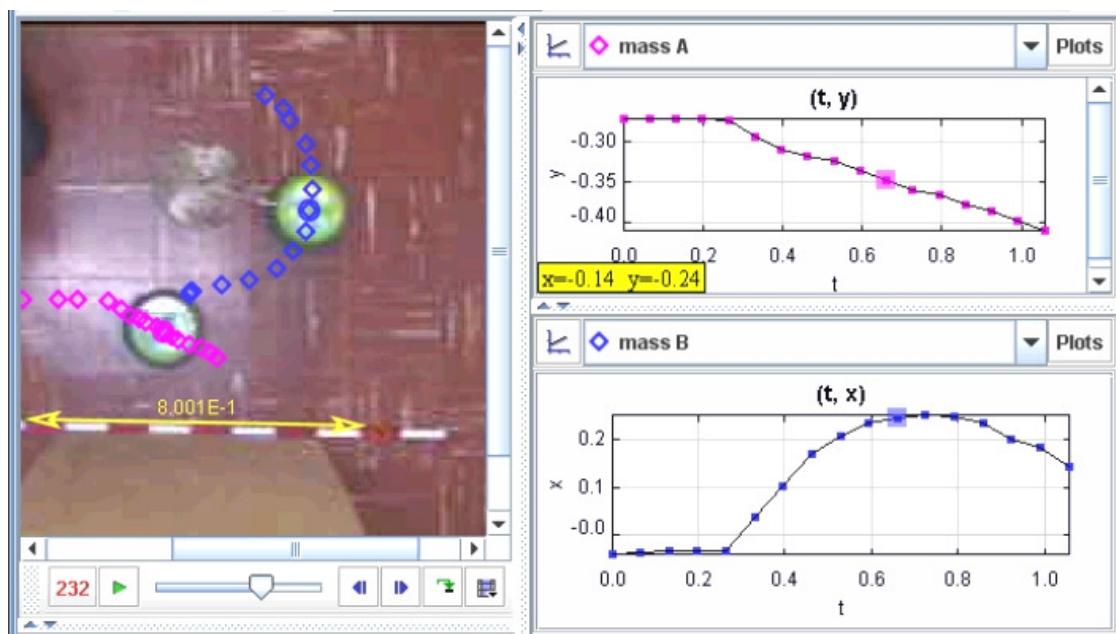 8.001E-1
232
mass A
Plots
(t, y)
y
-0.30
-0.35
-0.40
0.0 0.2 0.4 0.6 0.8 1.0
t
x=-0.14 y=-0.24
mass B
Plots
(t, x)
x
0.2
0.1
-0.0
0.0 0.2 0.4 0.6 0.8 1.0
t